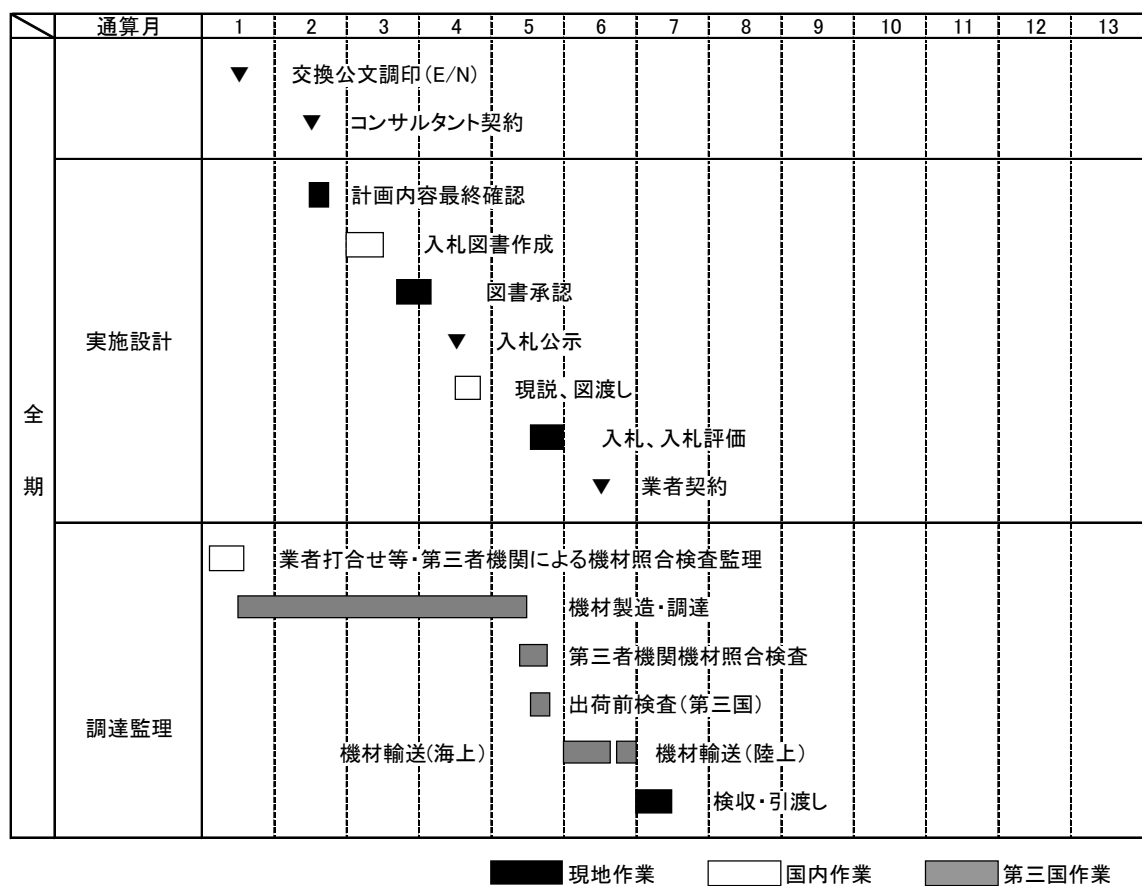 通算月 1 2 3 4 5 6 7 8 9 10 11 12 13
▼ 交換公文調印(E/N)
▼ コンサルタント契約
計画内容最終確認
入札図書作成
図書承認
実施設計 ▼ 入札公示
現説、図渡し
全
入札、入札評価
期 ▼ 業者契約
業者打合せ等・第三者機関による機材照合検査監理
機材製造・調達
第三者機関機材照合検査
出荷前検査(第三国)
調達監理
機材輸送(海上) 機材輸送(陸上)
検収・引渡し
現地作業 国内作業 第三国作業